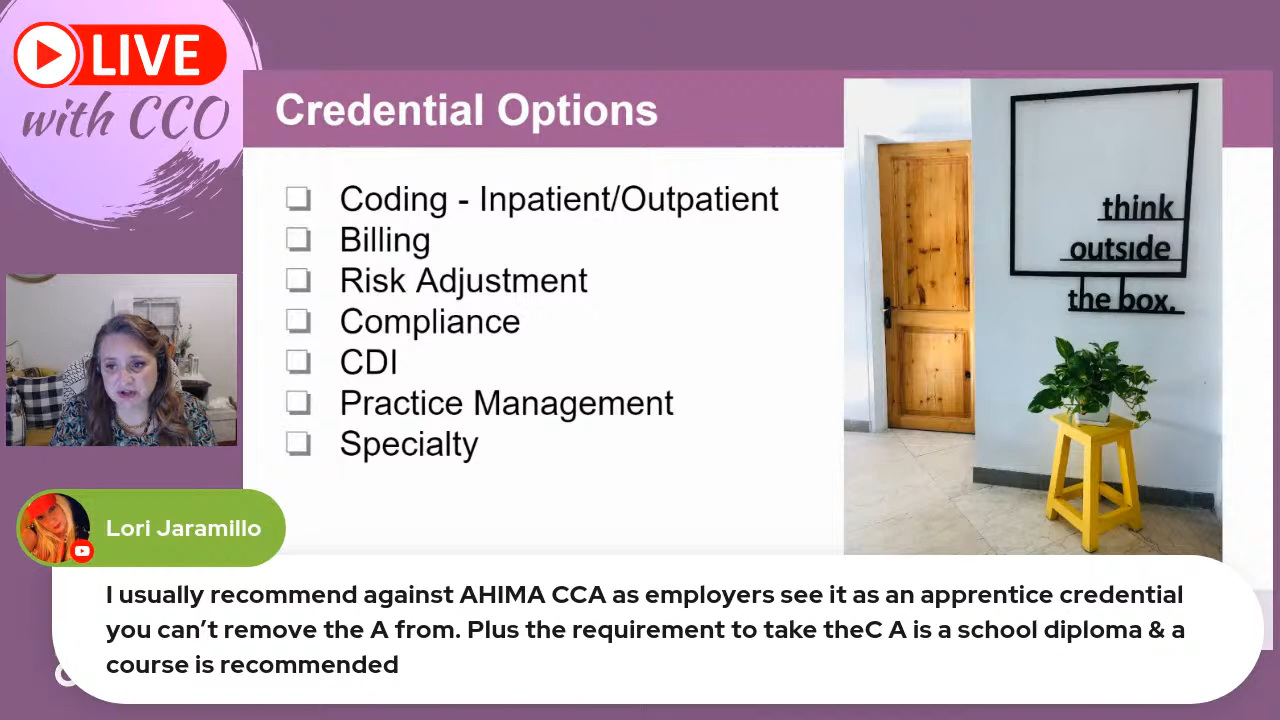 LIVE
with CCO
Credential Options
Coding - Inpatient/Outpatient
Billing
Risk Adjustment
Compliance
CDI
Practice Management
Specialty
think
outside
the box.
Lori Jaramillo
I usually recommend against AHIMA CCA as employers see it as an apprentice credential
you can’t remove the A from. Plus the requirement to take theC A is a school diploma & a
course is recommended